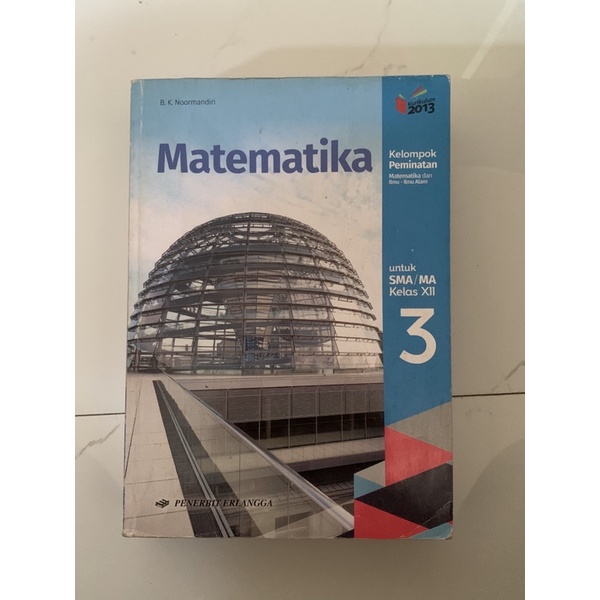 B. K. Noormandiri
Kurikulum
2013
Matematika
Kelompok
Peminatan
Matematika dan
Ilmu - Ilmu Alam
untuk
SMA/MA
Kelas XII
3
PENERBIT ERLANGGA